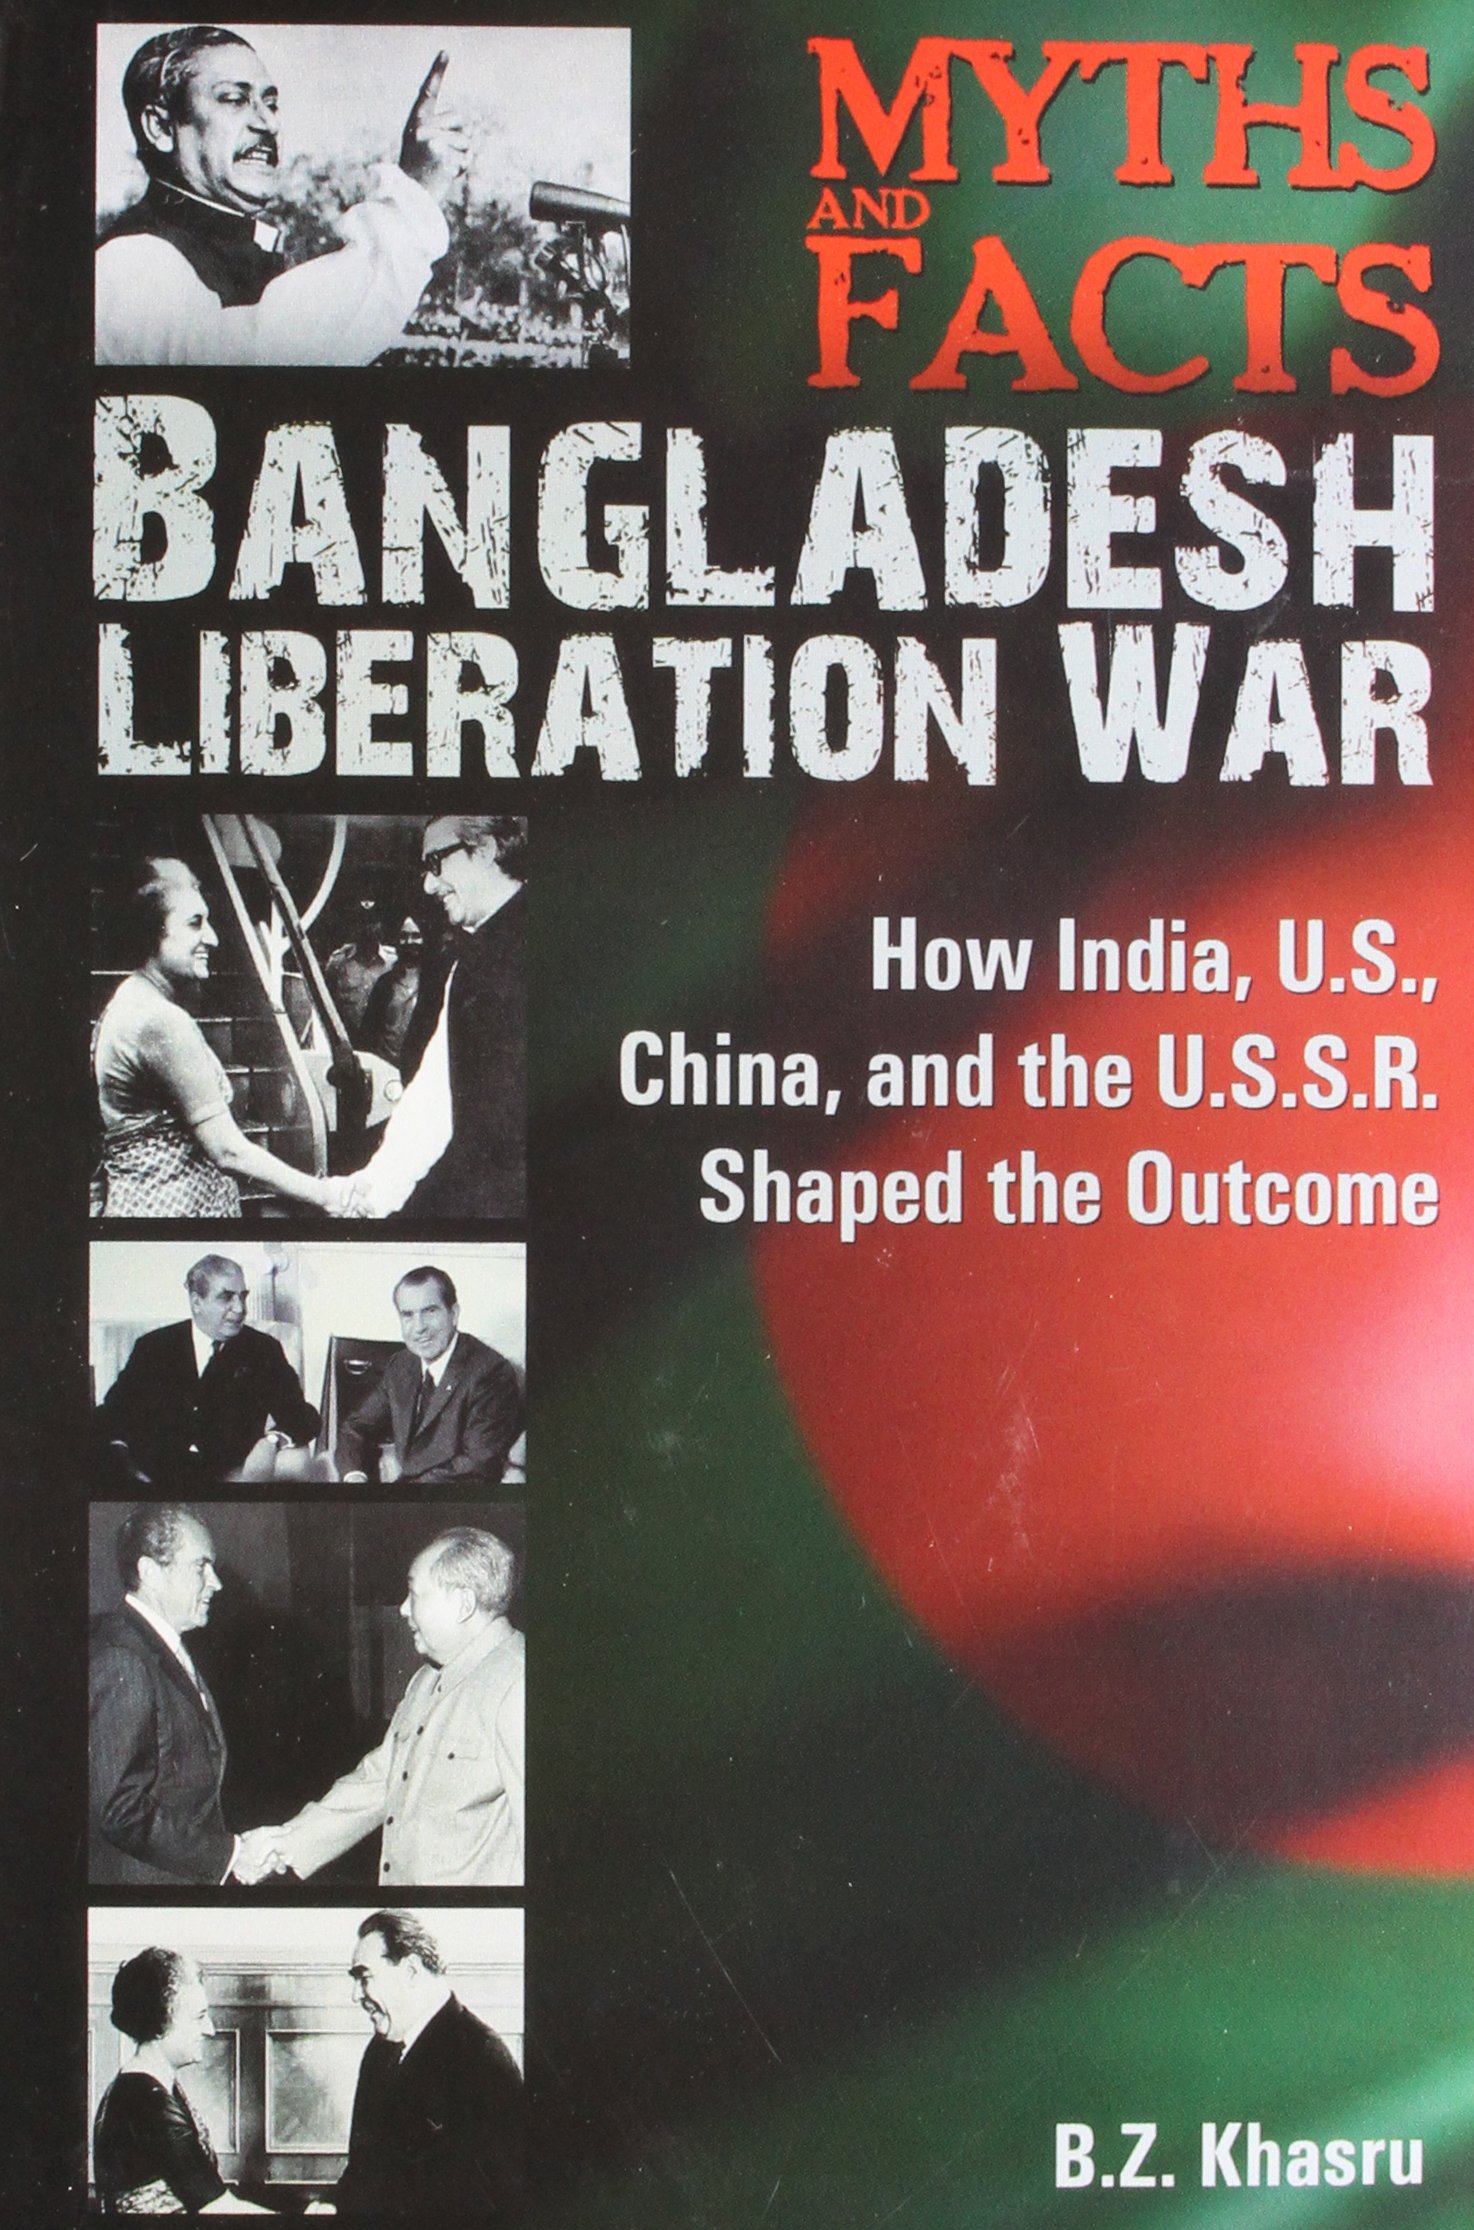 MYTHS
AND
FACTS
BANGLADESH
LIBERATION WAR
How India, U.S.,
China, and the U.S.S.R.
Shaped the Outcome
B.Z. Khasru